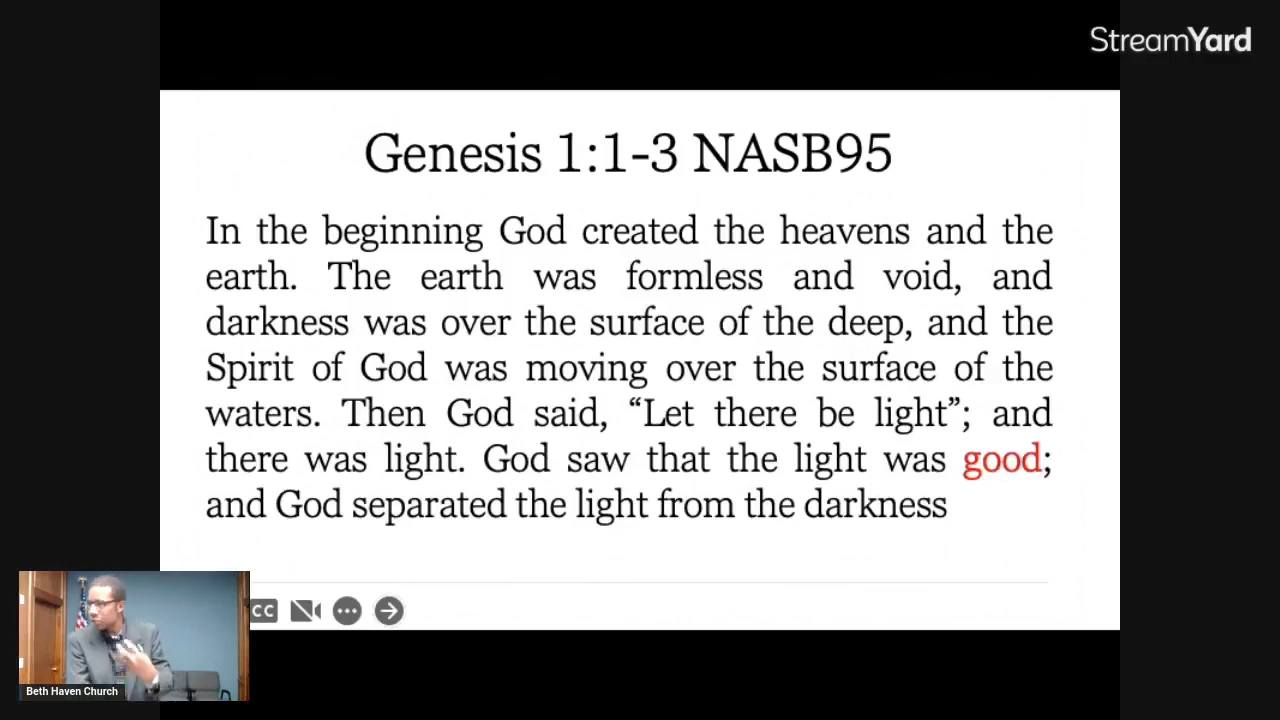 StreamYard
Genesis 1:1-3 NASB95
In the beginning God created the heavens and the
earth. The earth was formless and void, and
darkness was over the surface of the deep, and the
Spirit of God was moving over the surface of the
waters. Then God said, “Let there be light”; and
there was light. God saw that the light was good;
and God separated the light from the darkness
CC
Beth Haven Church